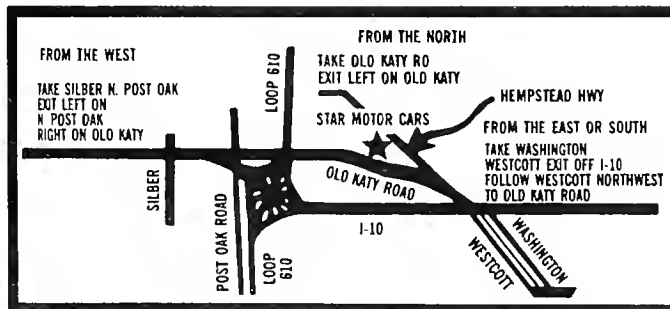 FROM THE WEST
TAKE SILBER N. POST OAK
EXIT LEFT ON
N POST OAK
RIGHT ON OLD KATY
LOOP 610
FROM THE NORTH
TAKE OLD KATY RD
EXIT LEFT ON OLD KATY
STAR MOTOR CARS
HEMPSTEAD HWY
FROM THE EAST OR SOUTH
TAKE WASHINGTON
WESTCOTT EXIT OFF I-10
FOLLOW WESTCOTT NORTHWEST
TO OLD KATY ROAD
SILBER
POST OAK ROAD
LOOP
610
OLD KATY ROAD
I-10
WESTCOTT
WASHINGTON